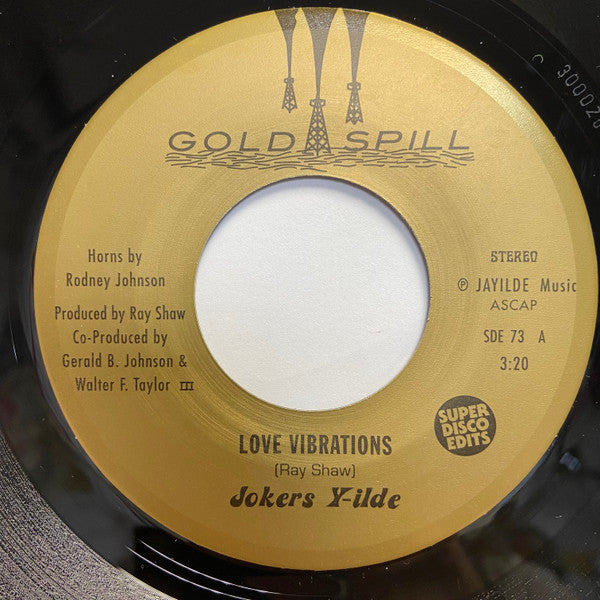 GOLD SPILL
Horns by
Rodney Johnson
Produced by Ray Shaw
Co-Produced by
Gerald B. Johnson &
Walter F. Taylor III
STEREO
℗ JAYILDE Music
ASCAP
SDE 73 A
3:20
SUPER
DISCO
EDITS
LOVE VIBRATIONS
(Ray Shaw)
Jokers Y-ilde